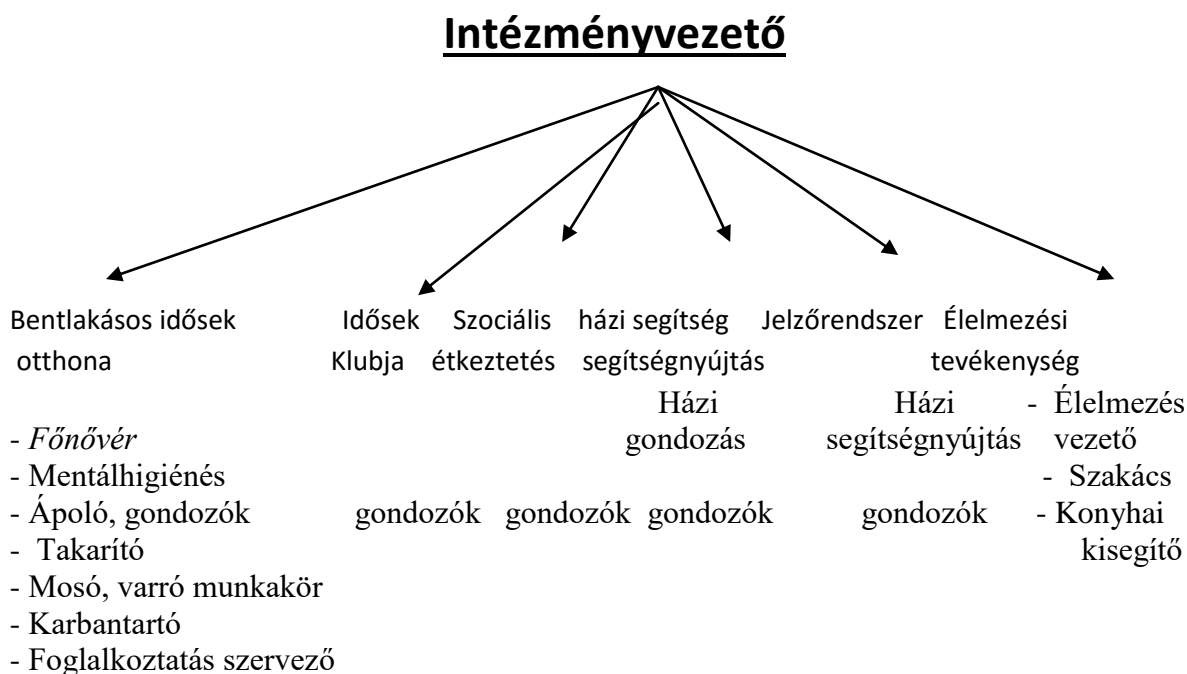 Intézményvezető
Bentlakásos idősek Idősek Szociális házi segítség Jelzőrendszer Élelmezési
otthona Klubja étkeztetés segítségnyújtás tevékenység
Házi Házi - Élelmezés
- Főnővér gondozás segítségnyújtás vezető
- Mentálhigiénés - Szakács
- Ápoló, gondozók gondozók gondozók gondozók gondozók - Konyhai
- Takarító kisegítő
- Mosó, varró munkakör
- Karbantartó
- Foglalkoztatás szervező